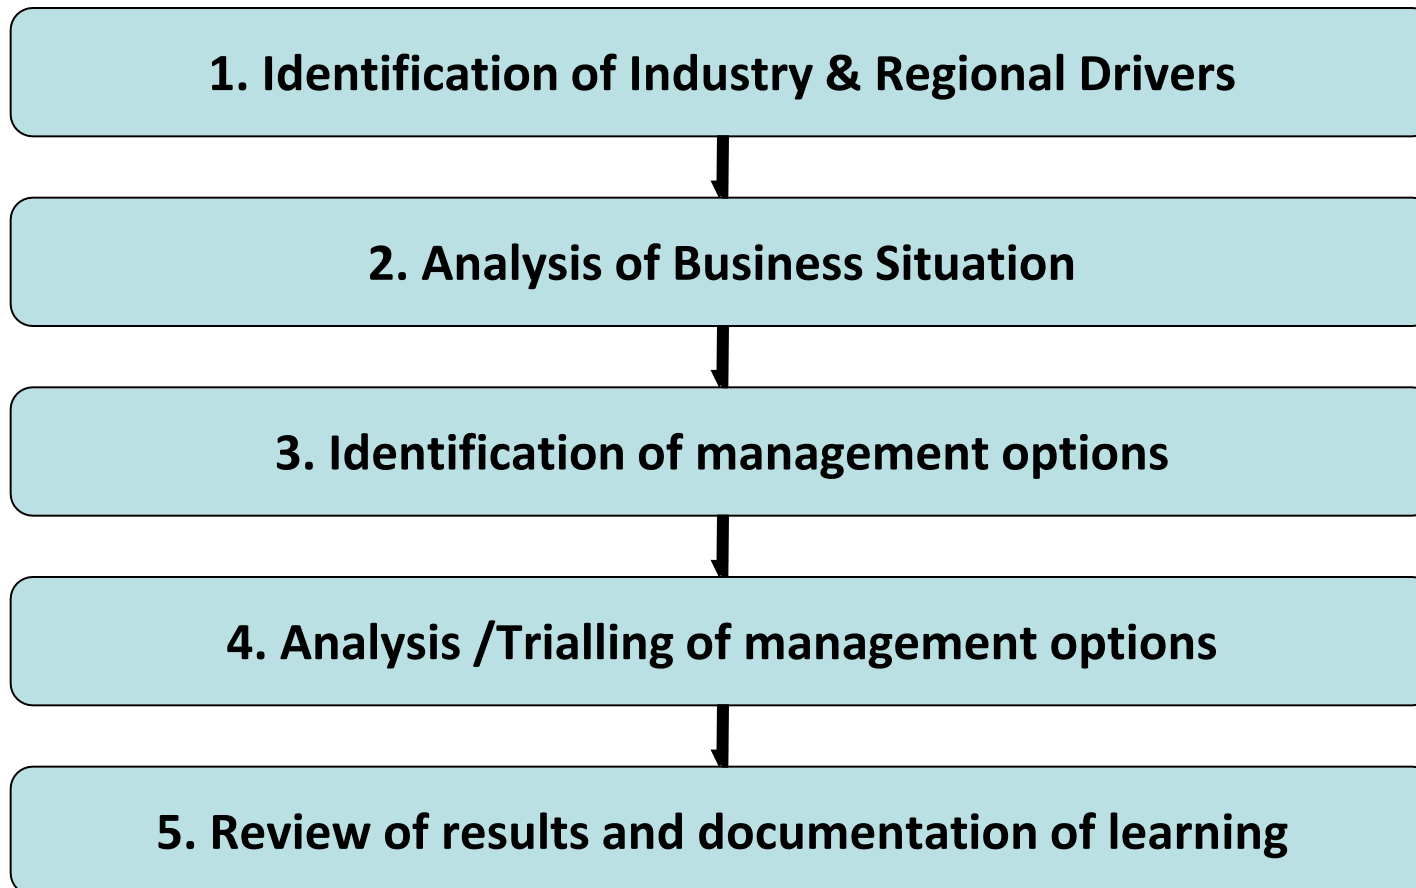 1. Identification of Industry & Regional Drivers
2. Analysis of Business Situation
3. Identification of management options
4. Analysis /Trialling of management options
5. Review of results and documentation of learning